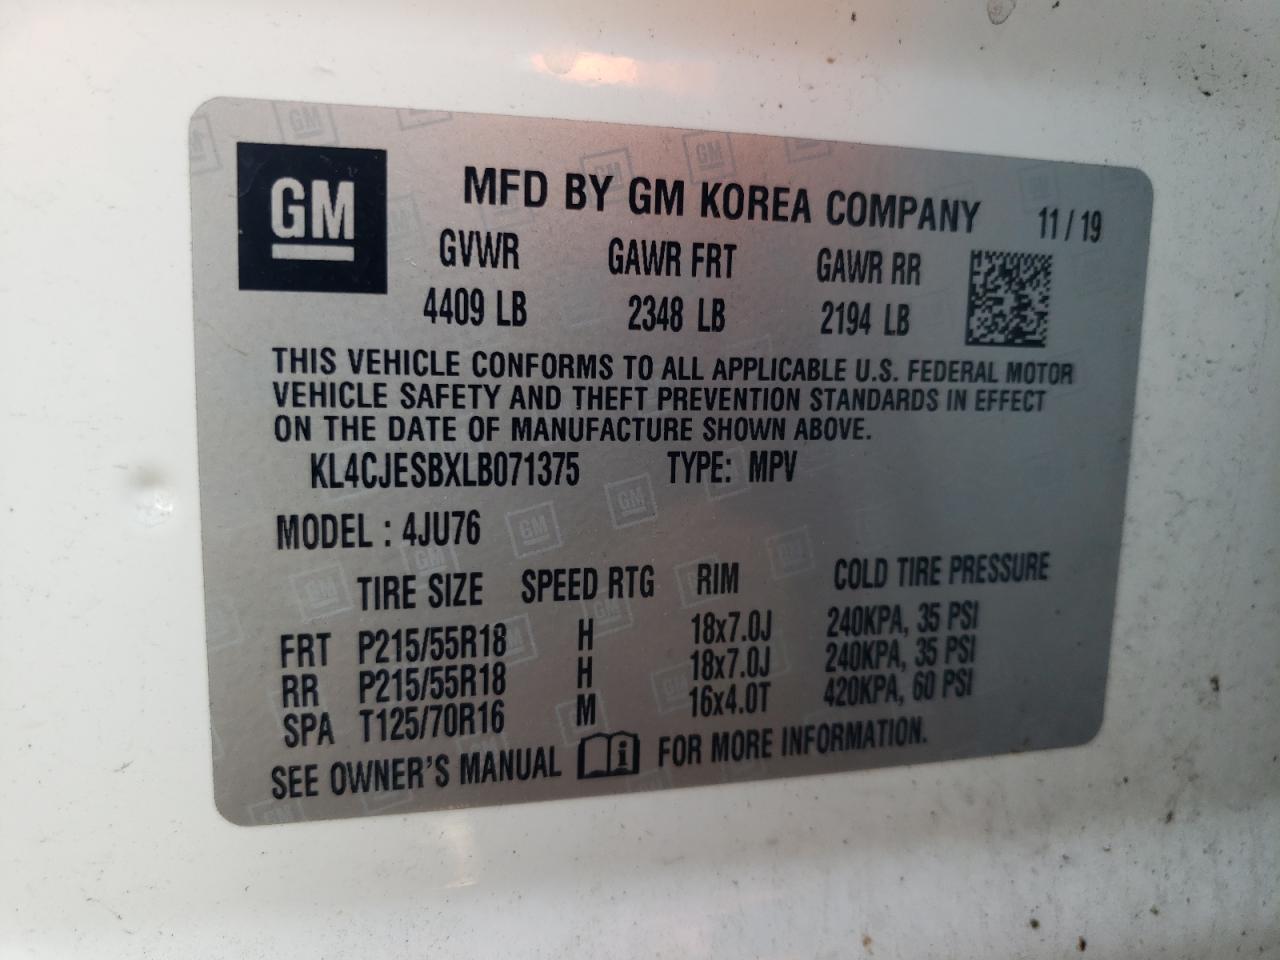 GM MFD BY GM KOREA COMPANY 11/19
GVWR GAWR FRT GAWR RR
4409 LB 2348 LB 2194 LB
THIS VEHICLE CONFORMS TO ALL APPLICABLE U.S. FEDERAL MOTOR
VEHICLE SAFETY AND THEFT PREVENTION STANDARDS IN EFFECT
ON THE DATE OF MANUFACTURE SHOWN ABOVE.
KL4CJESBXLB071375 TYPE: MPV
MODEL : 4JU76
TIRE SIZE SPEED RTG RIM COLD TIRE PRESSURE
FRT P215/55R18 H 18x7.0J 240KPA, 35 PSI
RR P215/55R18 H 18x7.0J 240KPA, 35 PSI
SPA T125/70R16 M 16x4.0T 420KPA, 60 PSI
SEE OWNER'S MANUAL i FOR MORE INFORMATION.